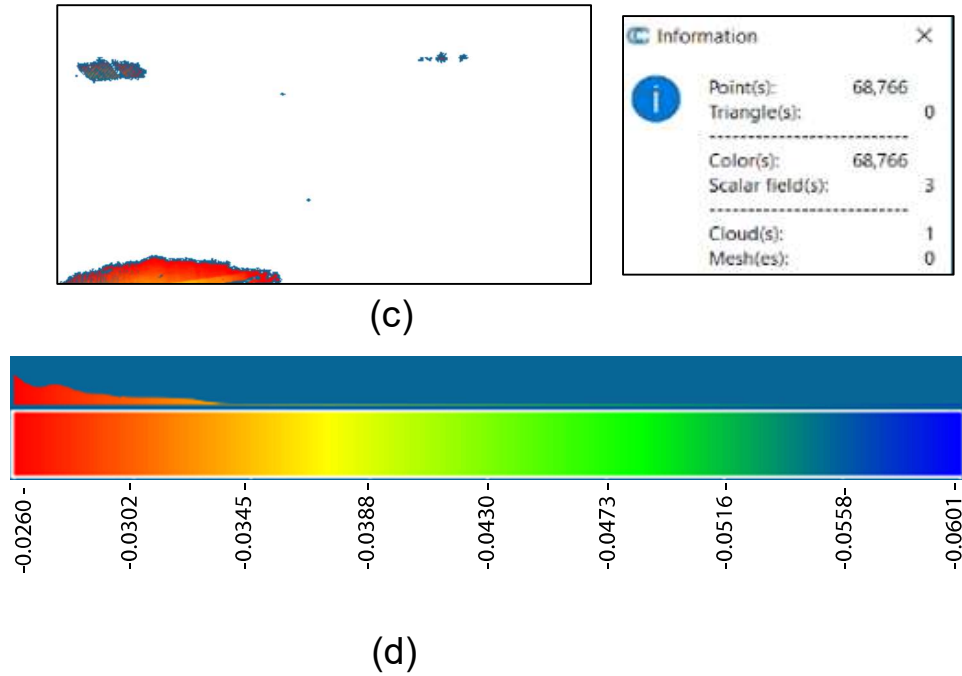 Information
Point(s): 68,766
Triangle(s): 0
----------------------------
Color(s): 68,766
Scalar field(s): 3
----------------------------
Cloud(s): 1
Mesh(es): 0
(c)
-0.0260-
-0.0302-
-0.0345-
-0.0388-
-0.0430-
-0.0473-
-0.0516-
-0.0558-
-0.0601-
(d)